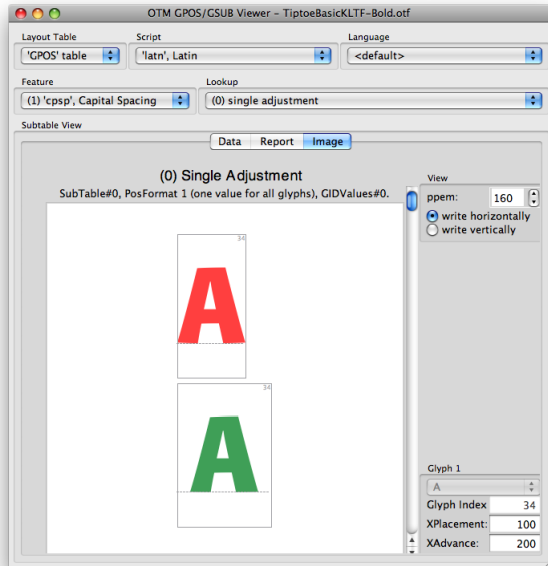 OTM GPOS/GSUB Viewer - TiptoeBasicKLTF-Bold.otf
Layout Table Script Language
'GPOS' table 'latn', Latin <default>
Feature Lookup
(1) 'cpsp', Capital Spacing (0) single adjustment
Subtable View
Data Report Image
(0) Single Adjustment
SubTable#0, PosFormat 1 (one value for all glyphs), GIDValues#0.
View
ppem: 160
write horizontally
write vertically
34
A
34
A
Glyph 1
A
Glyph Index 34
XPlacement: 100
XAdvance: 200